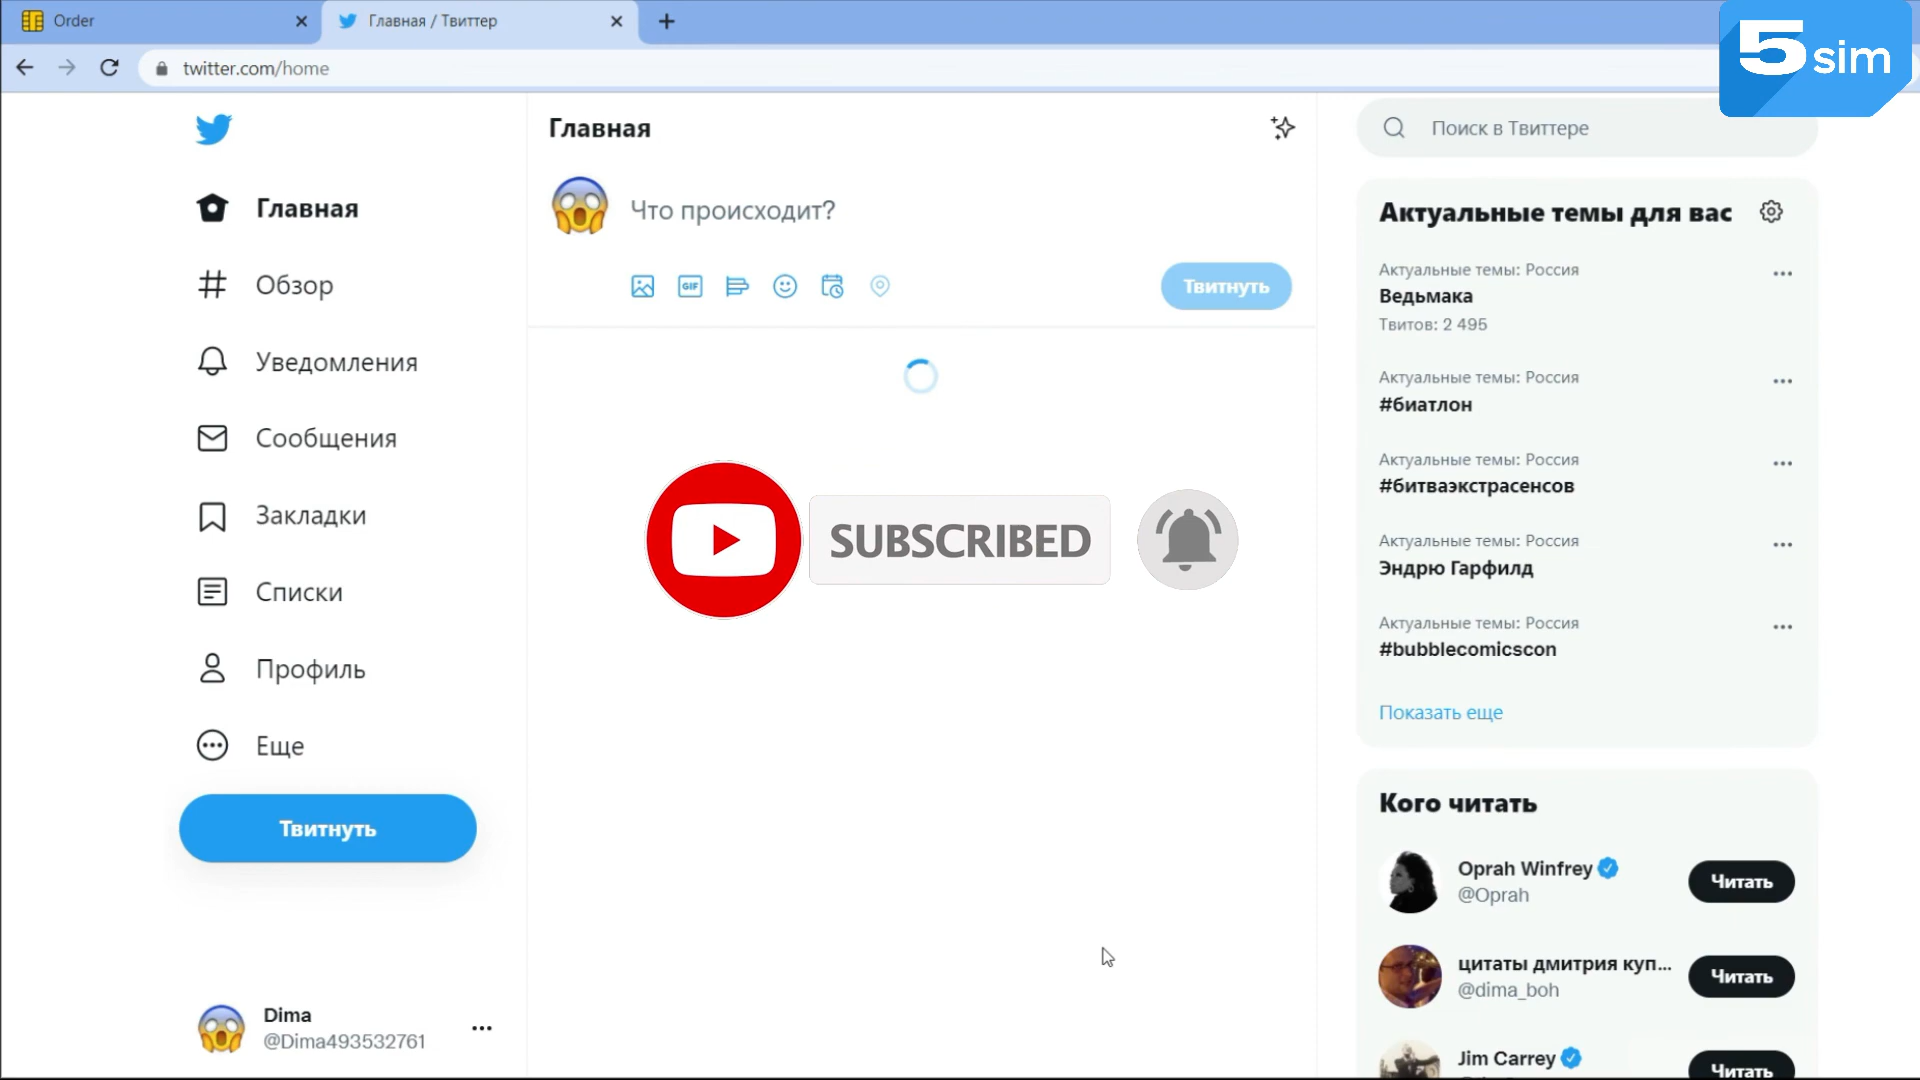 Order
Главная / Твиттер
5sim
twitter.com/home
Главная
Обзор
Уведомления
Сообщения
Закладки
Списки
Профиль
Еще
Твитнуть
Dima
@Dima493532761
Главная
Что происходит?
GIF
Твитнуть
SUBSCRIBED
Поиск в Твиттере
Актуальные темы для вас
Актуальные темы: Россия
Ведьмака
Твитов: 2 495
Актуальные темы: Россия
#биатлон
Актуальные темы: Россия
#битваэкстрасенсов
Актуальные темы: Россия
Эндрю Гарфилд
Актуальные темы: Россия
#bubblecomicscon
Показать еще
Кого читать
Oprah Winfrey
@Oprah
Читать
цитаты дмитрия куп...
@dima_boh
Читать
Jim Carrey
Читать